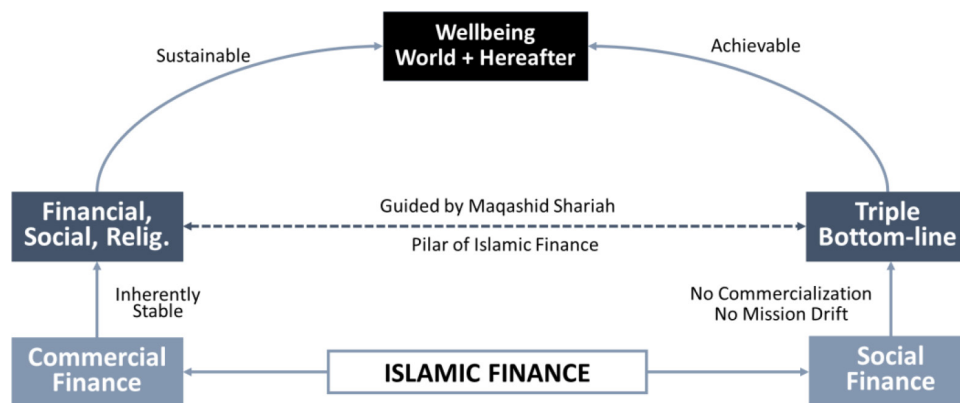 Wellbeing
World + Hereafter
Sustainable
Achievable
Financial,
Social, Relig.
Guided by Maqashid Shariah
Pilar of Islamic Finance
Triple
Bottom-line
Inherently
Stable
No Commercialization
No Mission Drift
Commercial
Finance
ISLAMIC FINANCE
Social
Finance